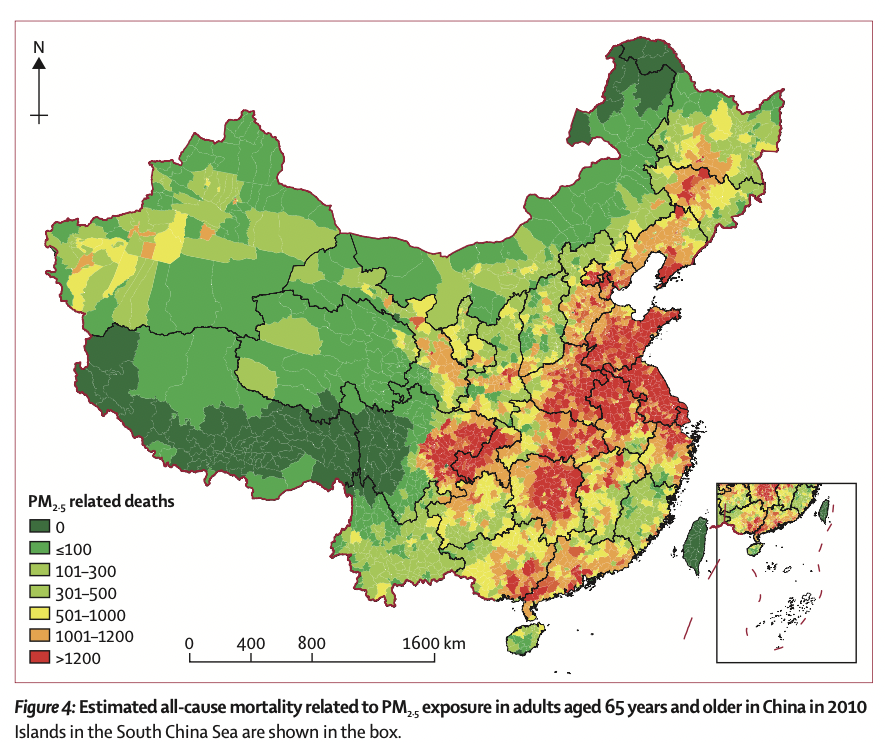 N
PM2·5 related deaths
0
≤100
101–300
301–500
501–1000
1001–1200
>1200
0 400 800 1600 km
Figure 4: Estimated all-cause mortality related to PM2·5 exposure in adults aged 65 years and older in China in 2010
Islands in the South China Sea are shown in the box.